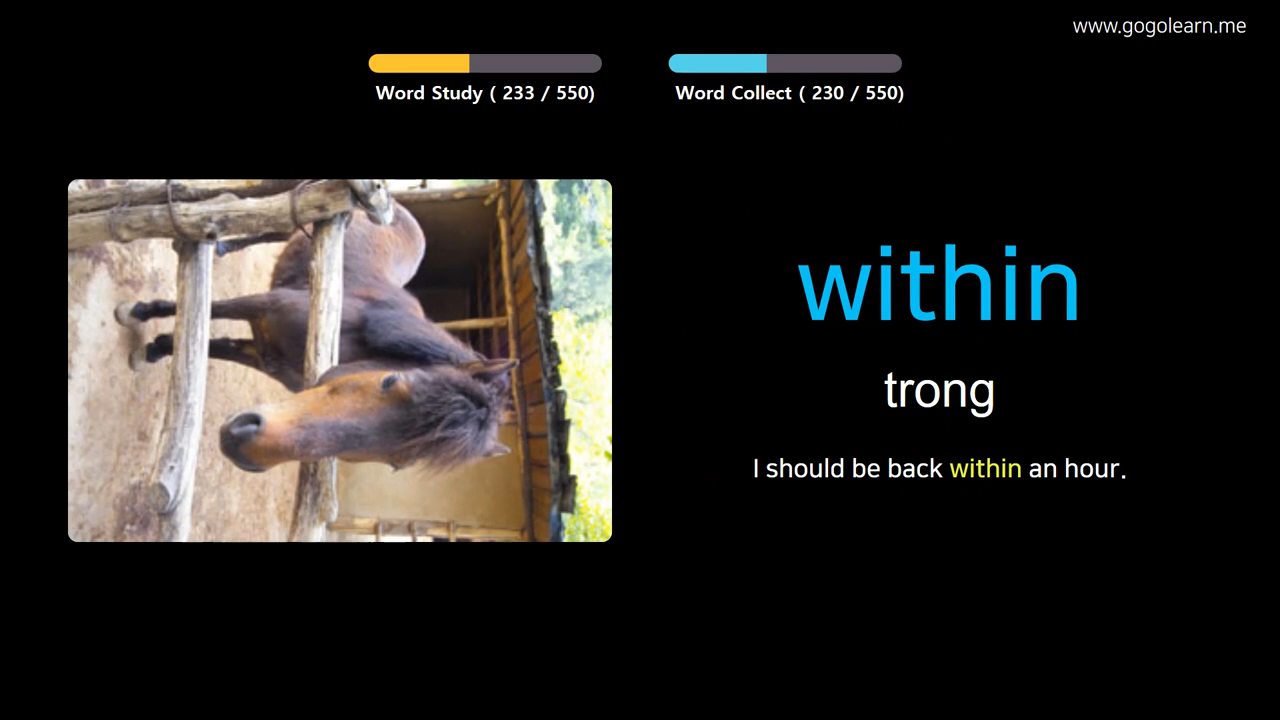 www.gogolearn.me
Word Study ( 233 / 550)
Word Collect ( 230 / 550)
within
trong
I should be back within an hour.